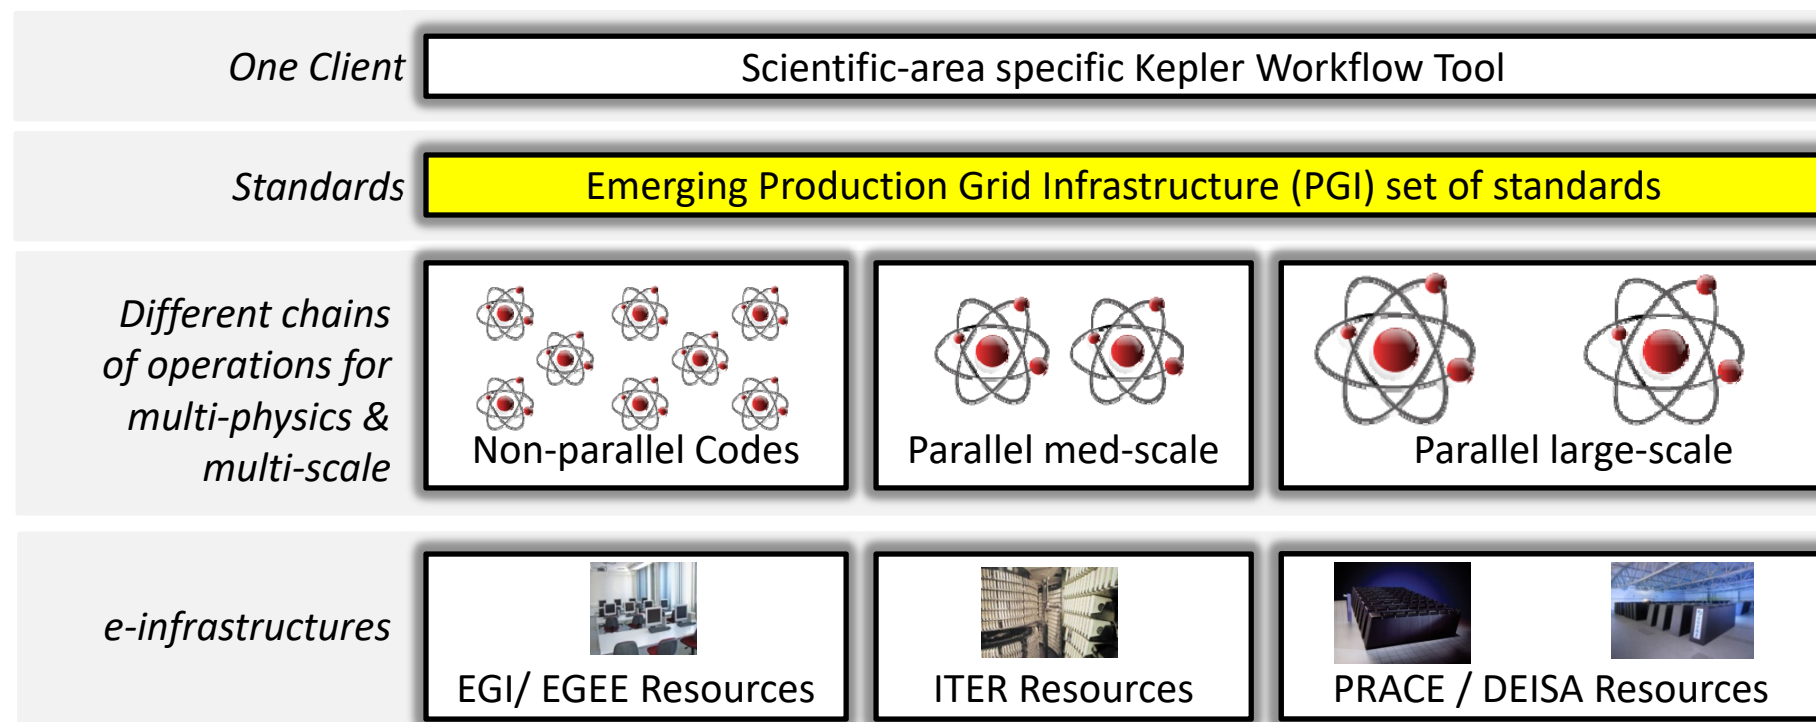 One Client
Scientific-area specific Kepler Workflow Tool
Standards
Emerging Production Grid Infrastructure (PGI) set of standards
Different chains
of operations for
multi-physics &
multi-scale
Non-parallel Codes
Parallel med-scale
Parallel large-scale
e-infrastructures
EGI/ EGEE Resources
ITER Resources
PRACE / DEISA Resources